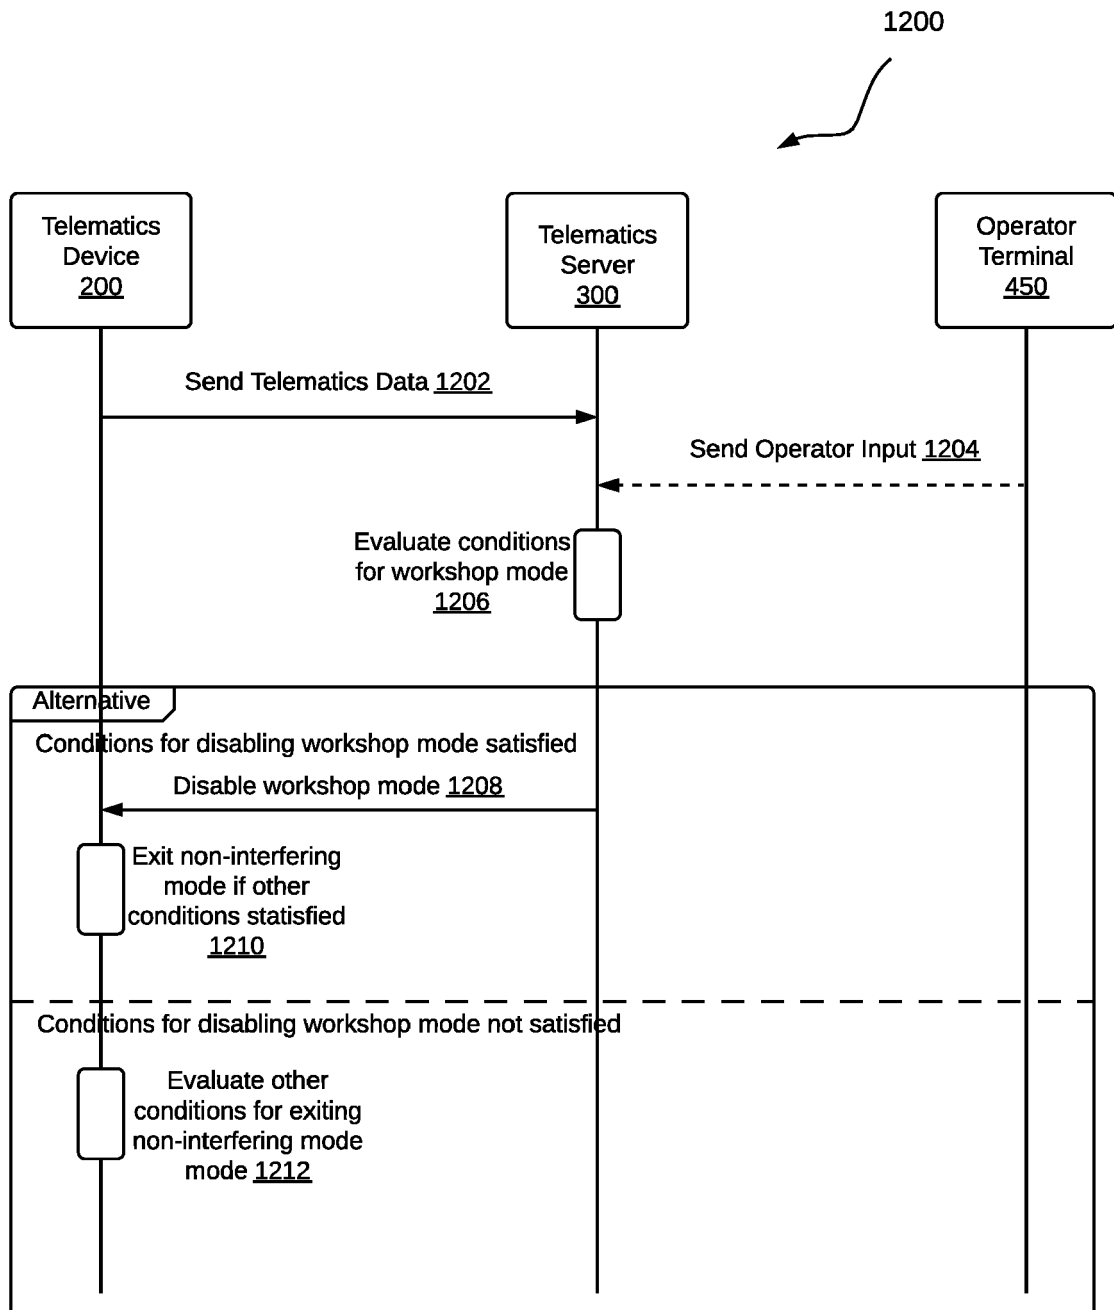 1200
Telematics
Device
200
Telematics
Server
300
Operator
Terminal
450
Send Telematics Data 1202
Send Operator Input 1204
Evaluate conditions
for workshop mode
1206
Alternative
Conditions for disabling workshop mode satisfied
Disable workshop mode 1208
Exit non-interfering
mode if other
conditions statisfied
1210
Conditions for disabling workshop mode not satisfied
Evaluate other
conditions for exiting
non-interfering mode
mode 1212